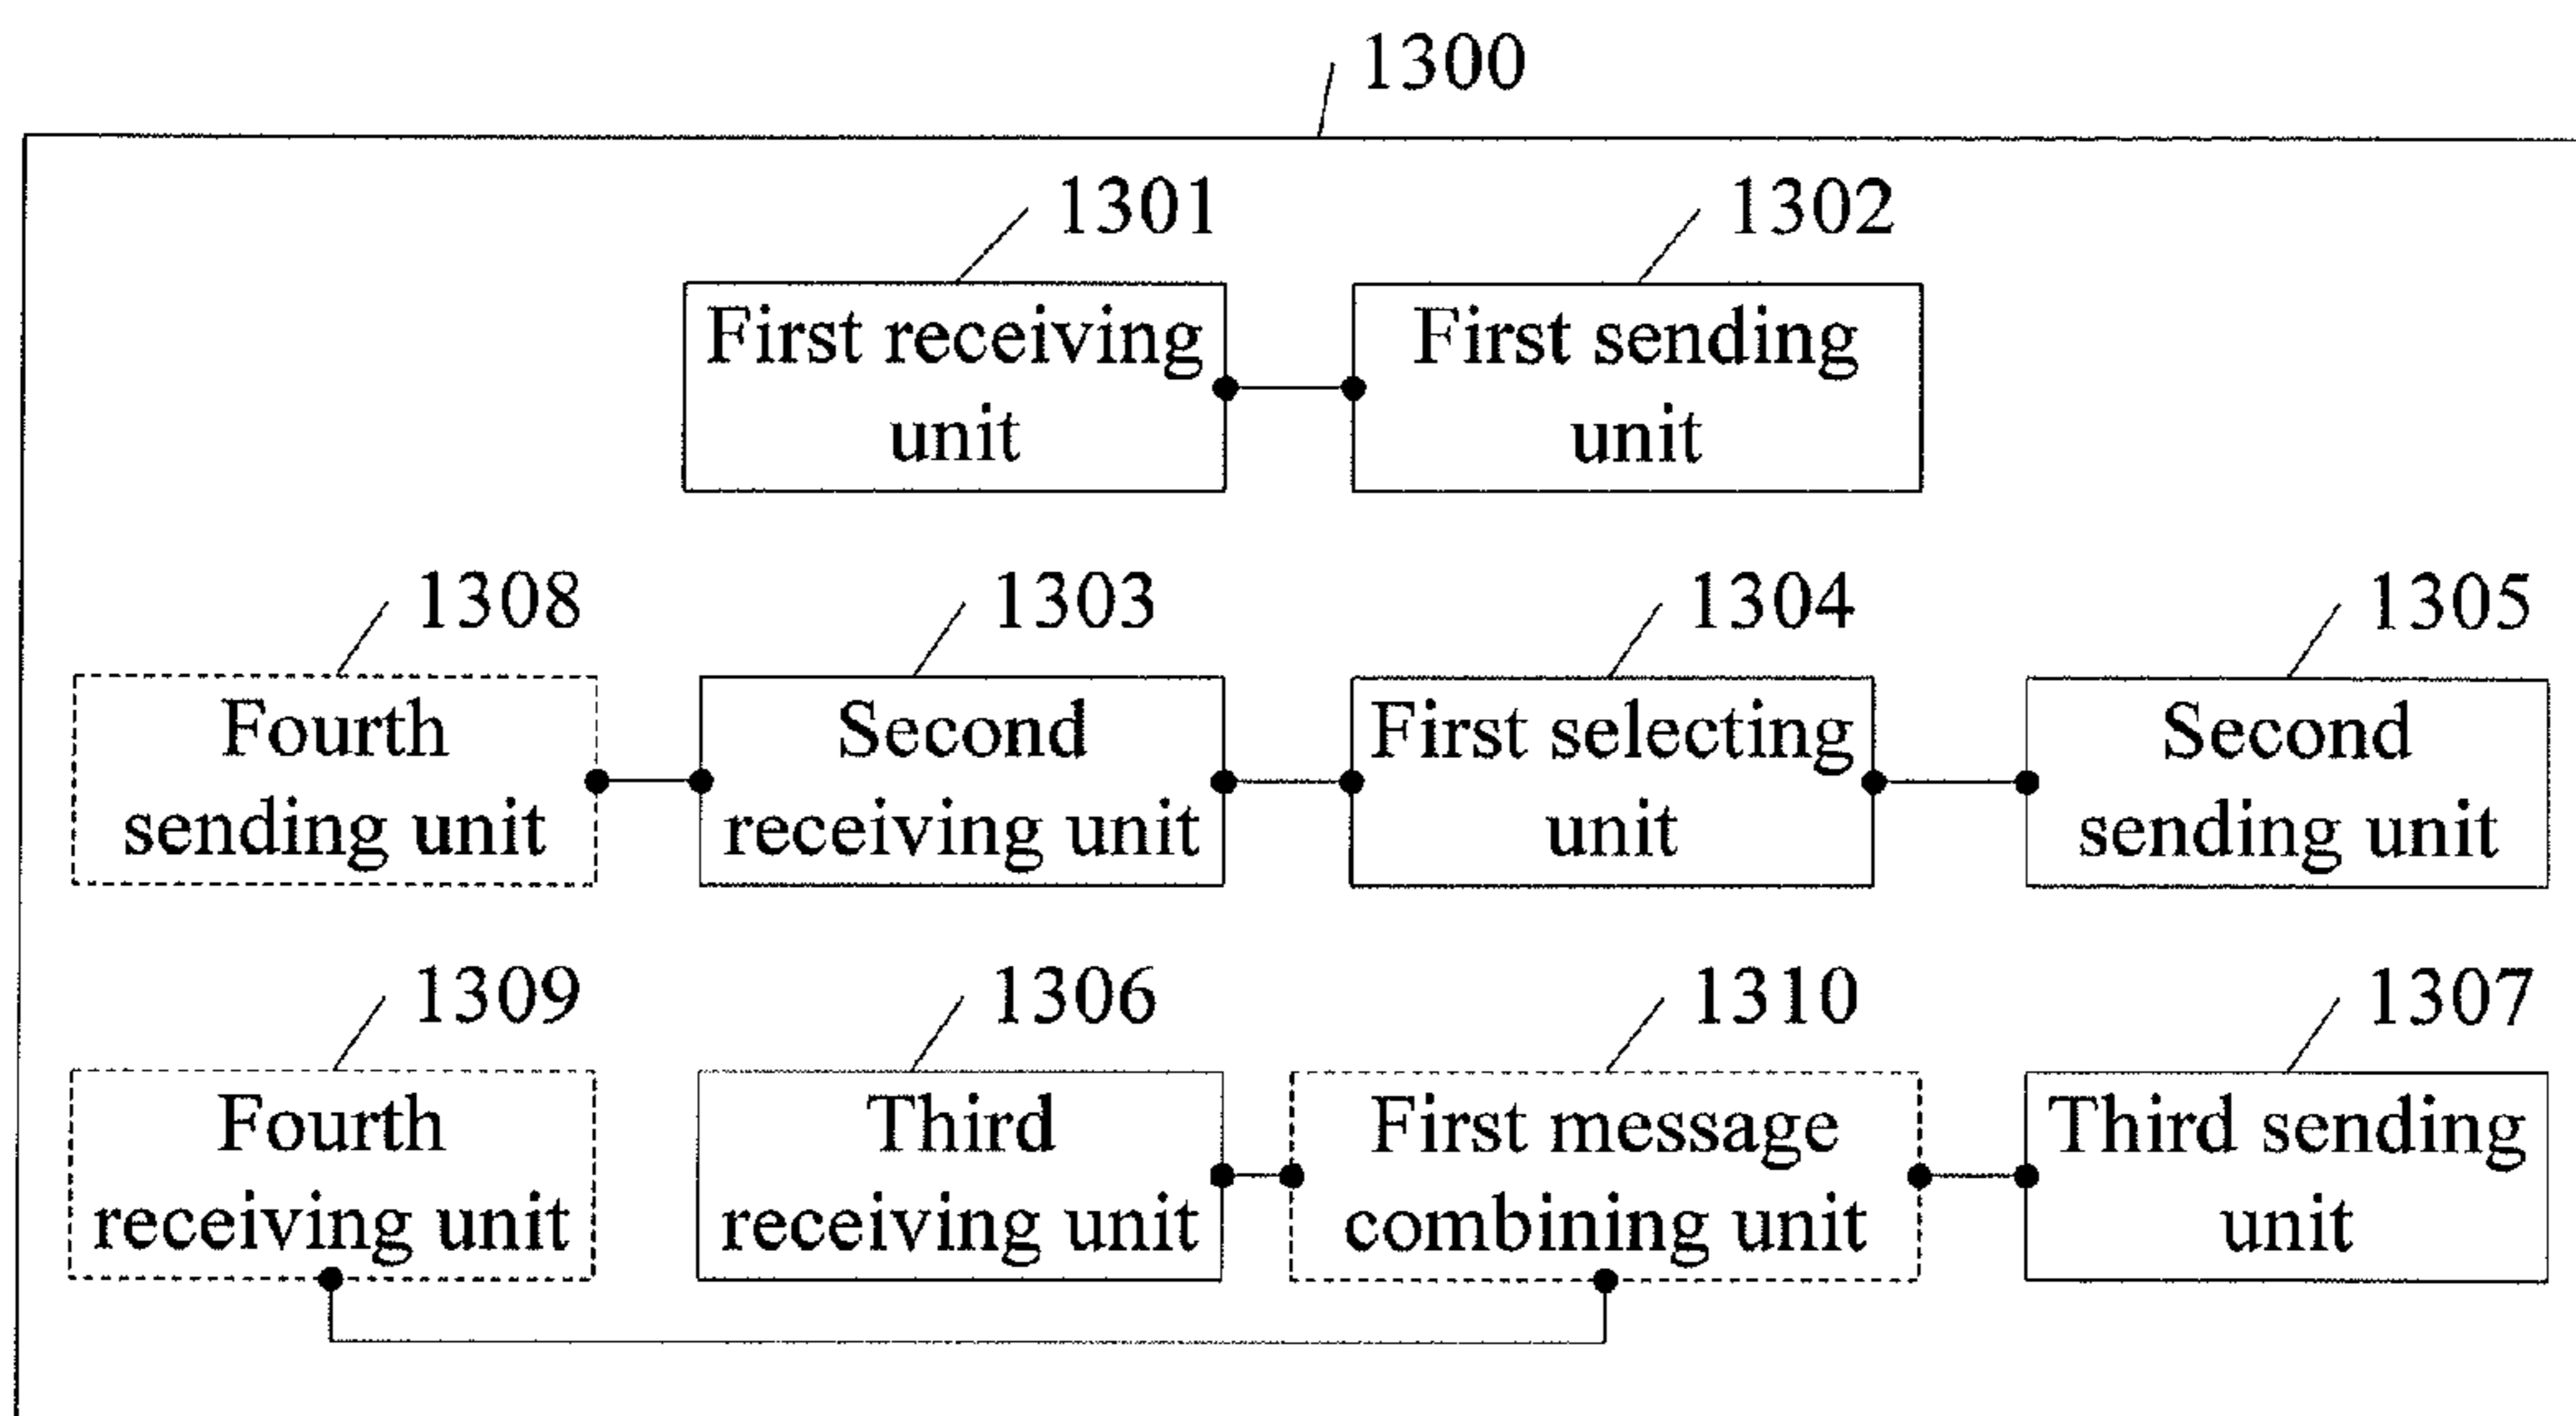 1300
1301
1302
First receiving
unit
First sending
unit
1308
1303
1304
1305
Fourth
sending unit
Second
receiving unit
First selecting
unit
Second
sending unit
1309
1306
1310
1307
Fourth
receiving unit
Third
receiving unit
First message
combining unit
Third sending
unit